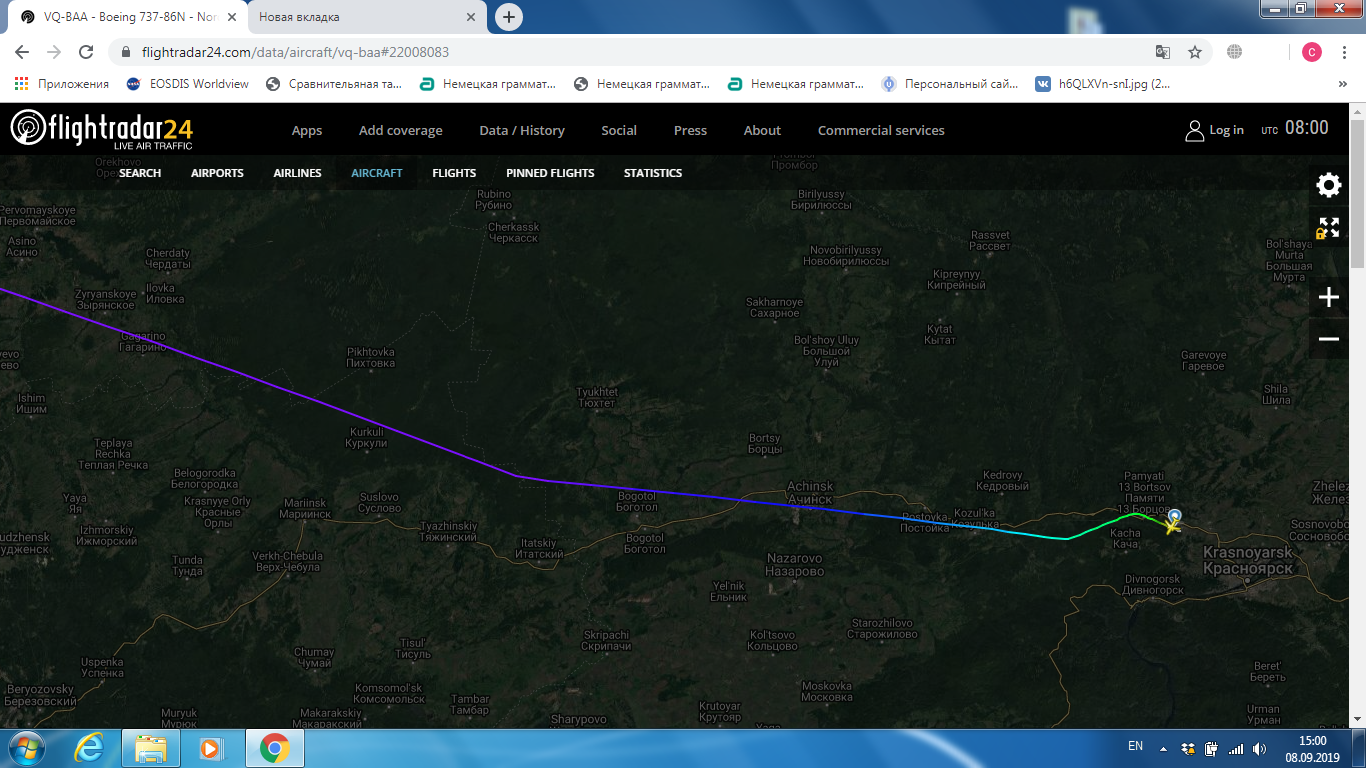 VQ-BAA - Boeing 737-86N - Nor
Новая вкладка
flightradar24.com/data/aircraft/vq-baa#22008083
C
Приложения
EOSDIS Worldview
Сравнительная та...
Немецкая граммат...
Немецкая граммат...
Немецкая граммат...
Персональный сай...
h6QLXVn-snI.jpg (2...
»
flightradar24
LIVE AIR TRAFFIC
Apps
Add coverage
Data / History
Social
Press
About
Commercial services
Log in
UTC 08:00
SEARCH
AIRPORTS
AIRLINES
AIRCRAFT
FLIGHTS
PINNED FLIGHTS
STATISTICS
Orekhovo
Промбор
Rubino
Рубино
Birilyussy
Бирилюссы
Pervomayskoye
Первомайское
Cherkassk
Черкасск
Asino
Асино
Cherdaty
Чердаты
Rassvet
Рассвет
Novobirilyussy
Новобирилюссы
Bol'shaya
Murta
Большая
Мурта
Kipreynyy
Кипрейный
Zyryanskoye
Зырянское
Ilovka
Иловка
Sakharnoye
Сахарное
Gagarino
Гагарино
Kytat
Кытат
Bol'shoy Uluy
Большой
Улуй
Pikhtovka
Пихтовка
Garevoye
Гаревое
Ishim
Ишим
Tyukhtet
Тюхтет
Shila
Шила
Kurkuli
Куркули
Bortsy
Борцы
Teplaya
Rechka
Теплая Речка
Belogorodka
Белогородка
Kedrovy
Кедровый
Pamyati
13 Bortsov
Памяти
13 Борцов
Achinsk
Ачинск
Yaya
Яя
Krasnyye Orly
Красные
Орлы
Mariinsk
Мариинск
Suslovo
Суслово
Bogotol
Боготол
Postoyka
Постойка
Kozul'ka
Козулька
Izhmorskiy
Ижморский
Tyazhinskiy
Тяжинский
Bogotol
Боготол
Itatskiy
Итатский
Kacha
Кача
Krasnoyarsk
Красноярск
Tunda
Тунда
Verkh-Chebula
Верх-Чебула
Nazarovo
Назарово
Divnogorsk
Дивногорск
Yel'nik
Ельник
Starozhilovo
Старожилово
Skripachi
Скрипачи
Kol'tsovo
Кольцово
Tisul'
Тисуль
Chumay
Чумай
Uspenka
Успенка
Beret'
Береть
Beryozovsky
Березовский
Komsomol'sk
Комсомольск
Moskovka
Московка
Tambar
Тамбар
Krutoyar
Крутояр
Muryuk
Мурюк
Makarakskiy
Макаракский
Sharypovo
Urman
Урман
EN
15:00
08.09.2019